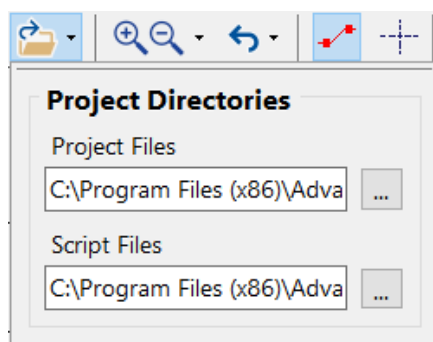 Project Directories
Project Files
C:\Program Files (x86)\Adva
...
Script Files
C:\Program Files (x86)\Adva
...